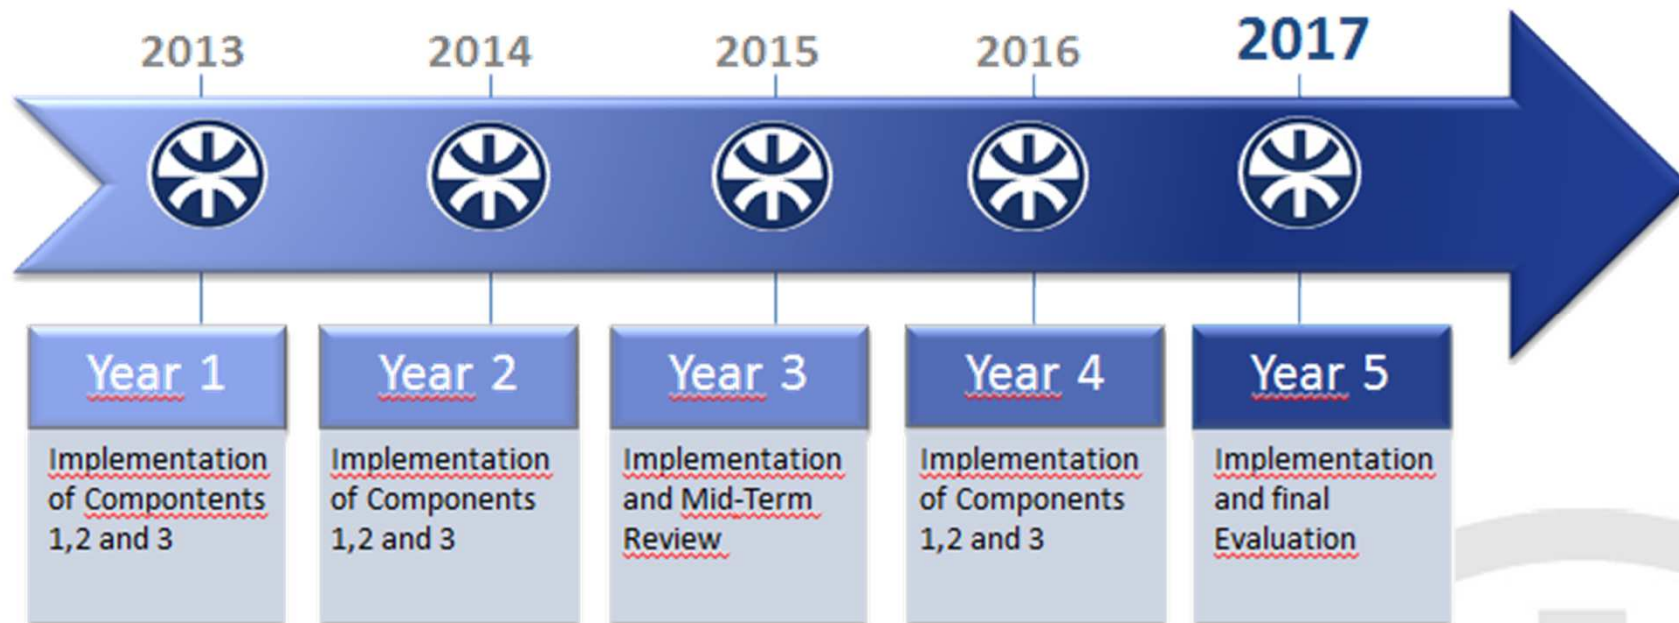 2013
2014
2015
2016
2017
Year 1
Implementation
of Compontents
1,2 and 3
Year 2
Implementation
of Components
1,2 and 3
Year 3
Implementation
and Mid-Term
Review
Year 4
Implementation
of Components
1,2 and 3
Year 5
Implementation
and final
Evaluation